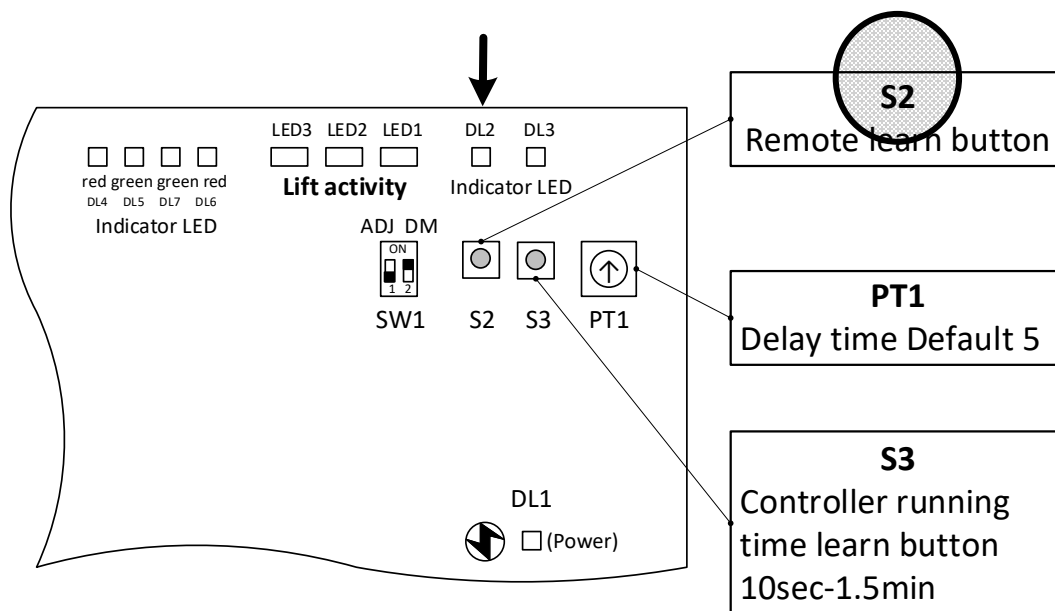 S2
Remote learn button
LED3 LED2 LED1 DL2 DL3
red green green red
Lift activity
Indicator LED
DL4 DL5 DL7 DL6
Indicator LED
ADJ DM
ON
1 2
SW1 S2 S3 PT1
PT1
Delay time Default 5
S3
Controller running
time learn button
10sec-1.5min
DL1
(Power)